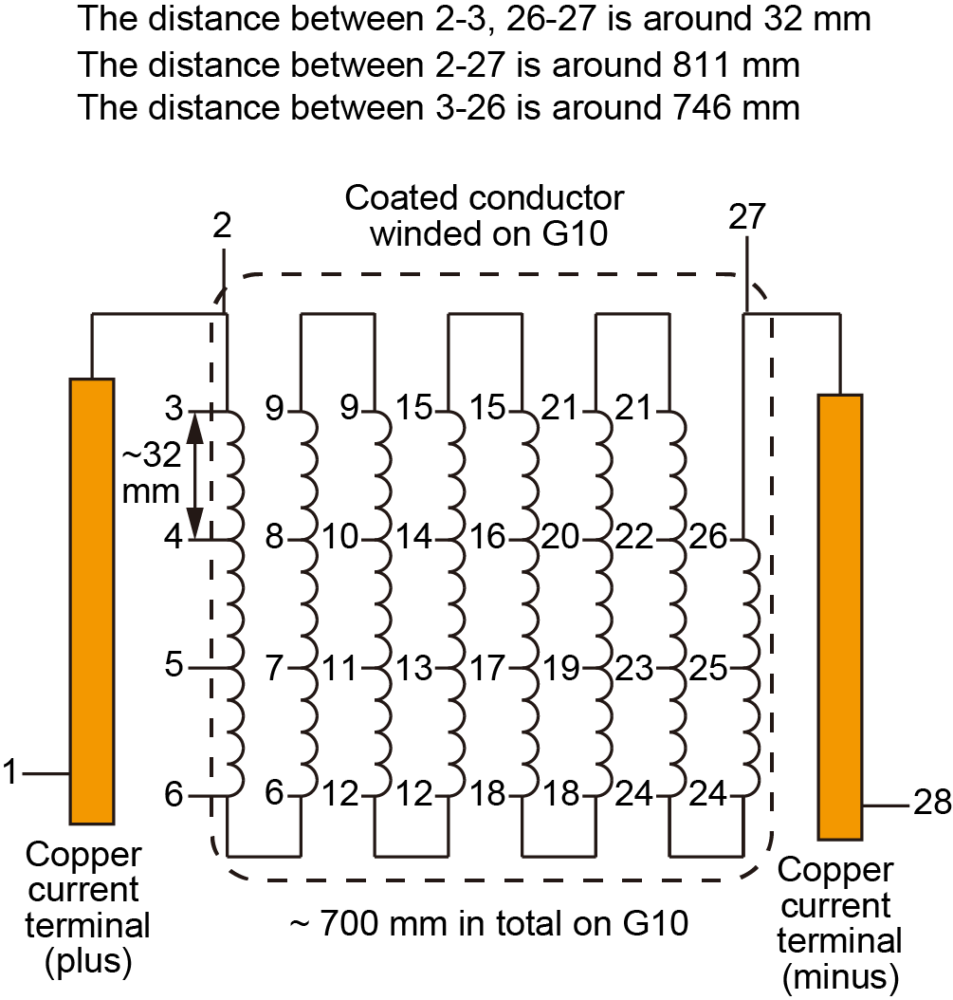 The distance between 2-3, 26-27 is around 32 mm
The distance between 2-27 is around 811 mm
The distance between 3-26 is around 746 mm
Coated conductor
winded on G10
2
27
3 9 9 15 15 21 21
~32
mm
4 8 10 14 16 20 22 26
5 7 11 13 17 19 23 25
1
6 6 12 12 18 18 24 24
28
Copper
current
terminal
(plus)
~ 700 mm in total on G10
Copper
current
terminal
(minus)